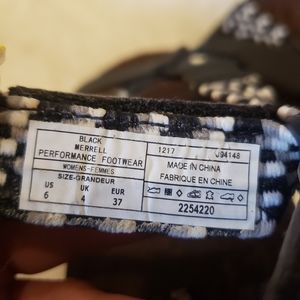 BLACK
MERRELL
PERFORMANCE FOOTWEAR
WOMENS-FEMMES
SIZE-GRANDEUR
US UK EUR
6 4 37
1217 J94148
MADE IN CHINA
FABRIQUE EN CHINE
2254220